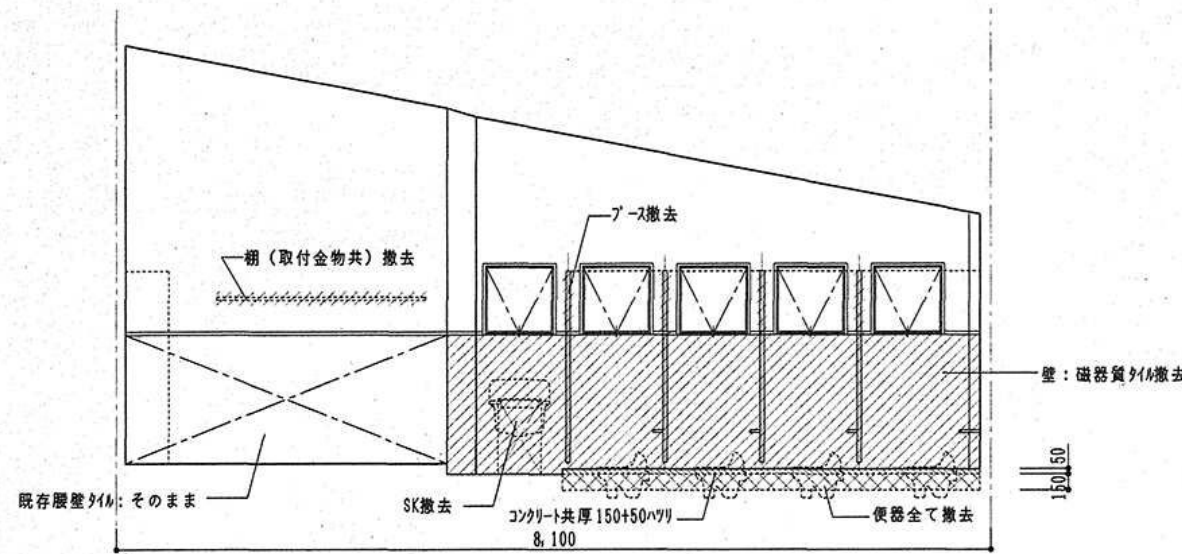 ブース撤去
棚（取付金物共）撤去
壁：磁器質タイル撤去
50
150
既存腰壁タイル：そのまま
SK撤去
コンクリート共厚150+50ハツリ
便器全て撤去
8,100